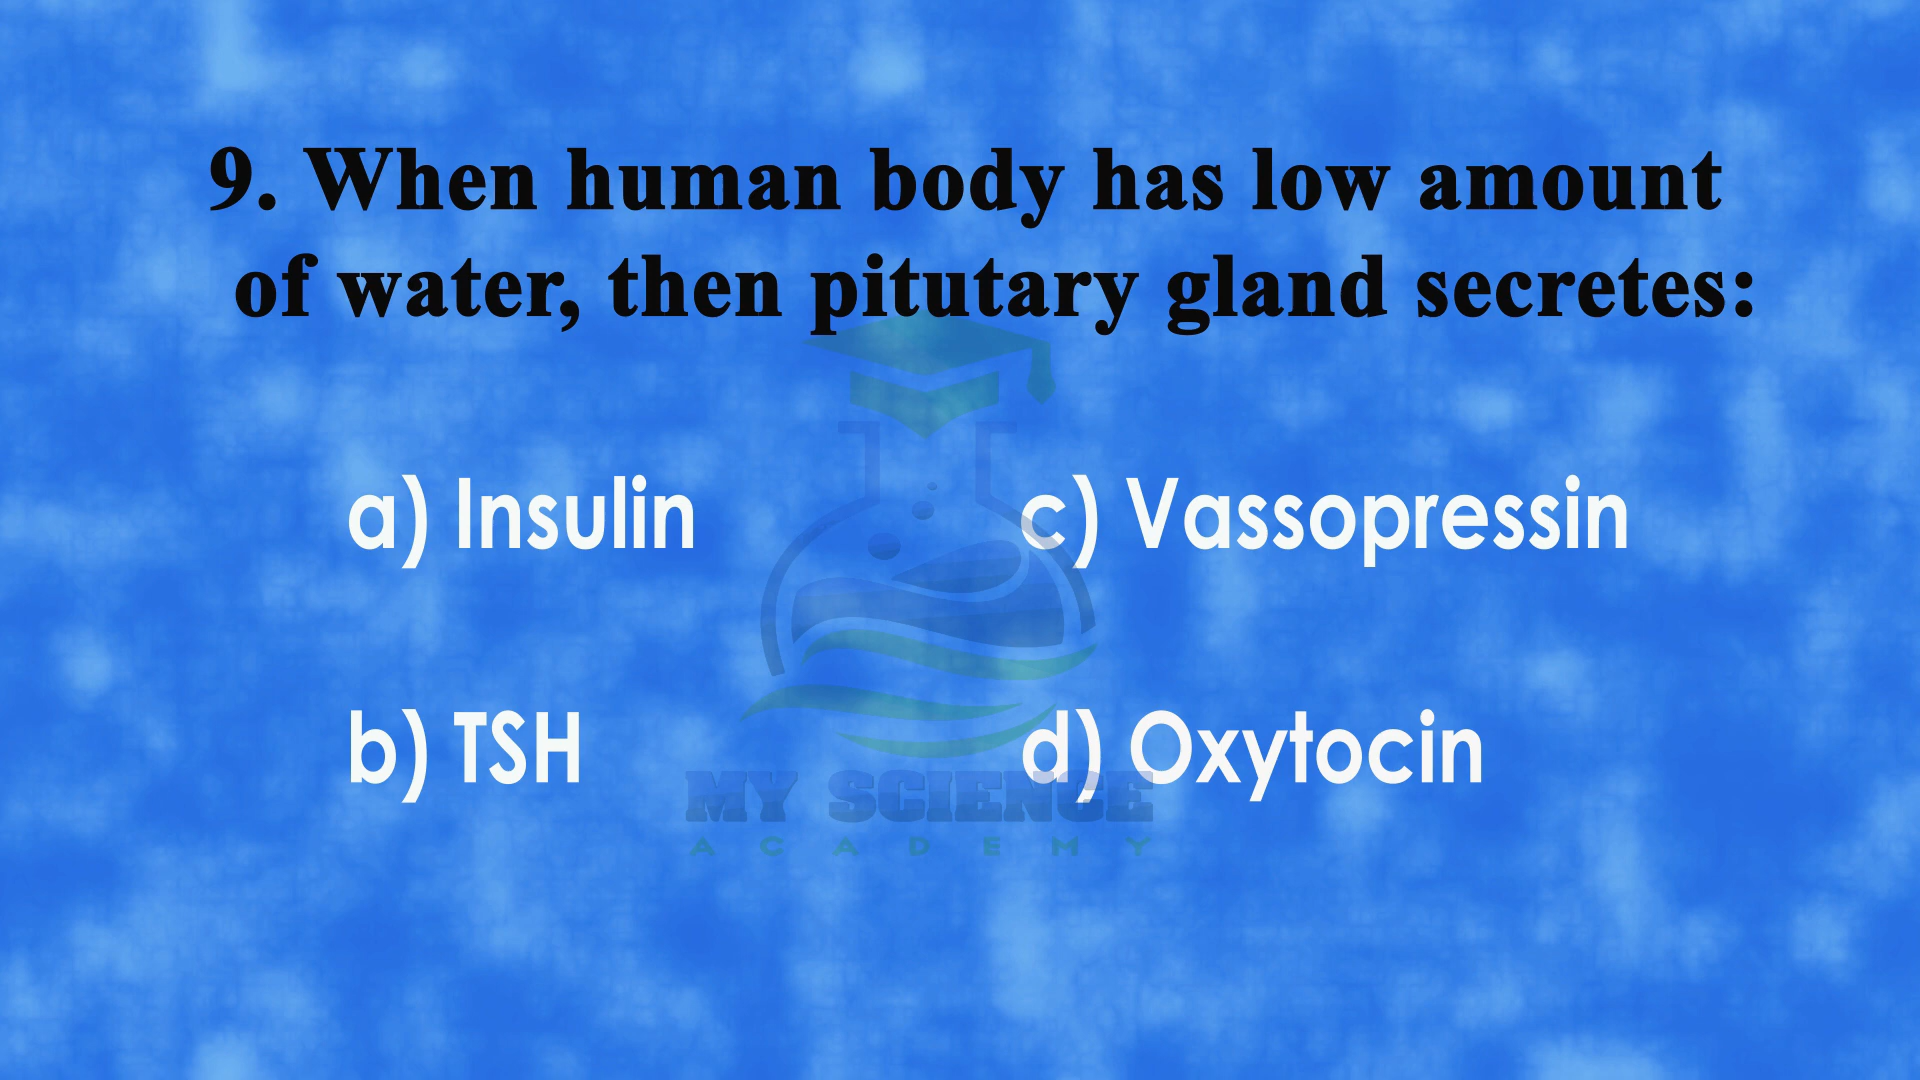 9. When human body has low amount
of water, then pitutary gland secretes:
a) Insulin
c) Vassopressin
b) TSH
d) Oxytocin
MY SCIENCE
ACADEMY